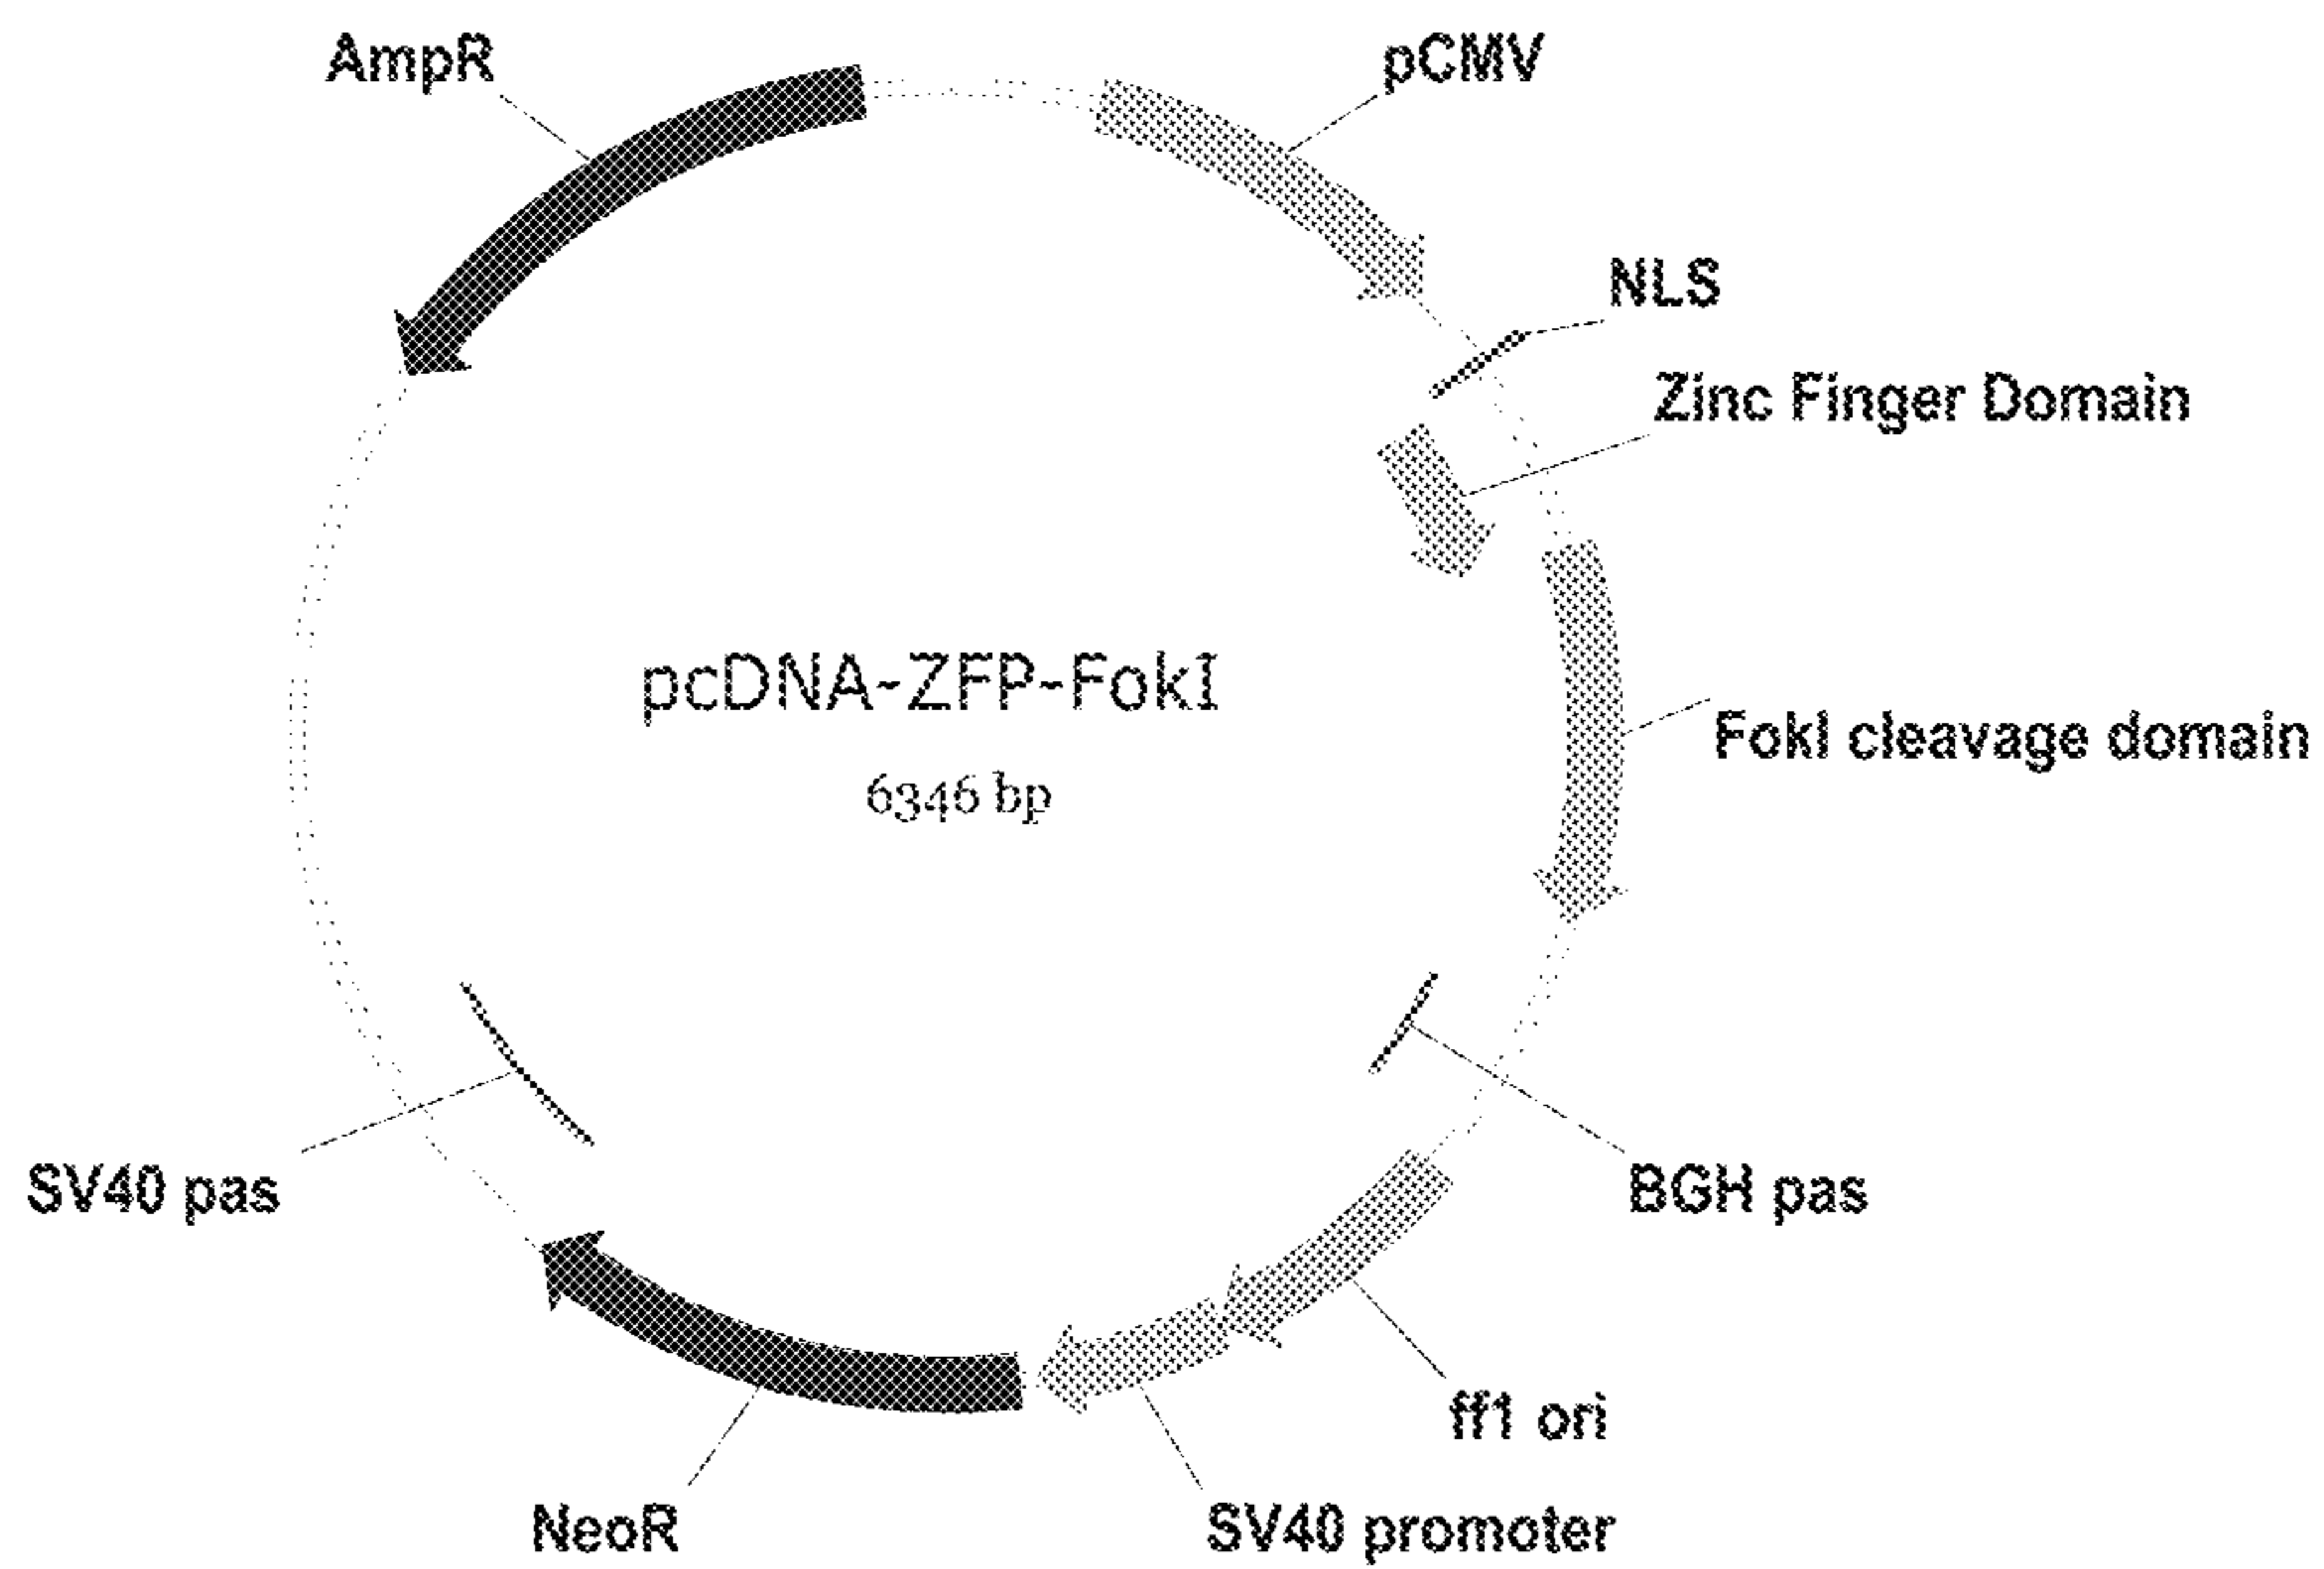 AmpR
pCMV
NLS
Zinc Finger Domain
pcDNA-ZFP-FokI
6346 bp
FokI cleavage domain
SV40 pas
BGH pas
ff1 ori
NeoR
SV40 promoter